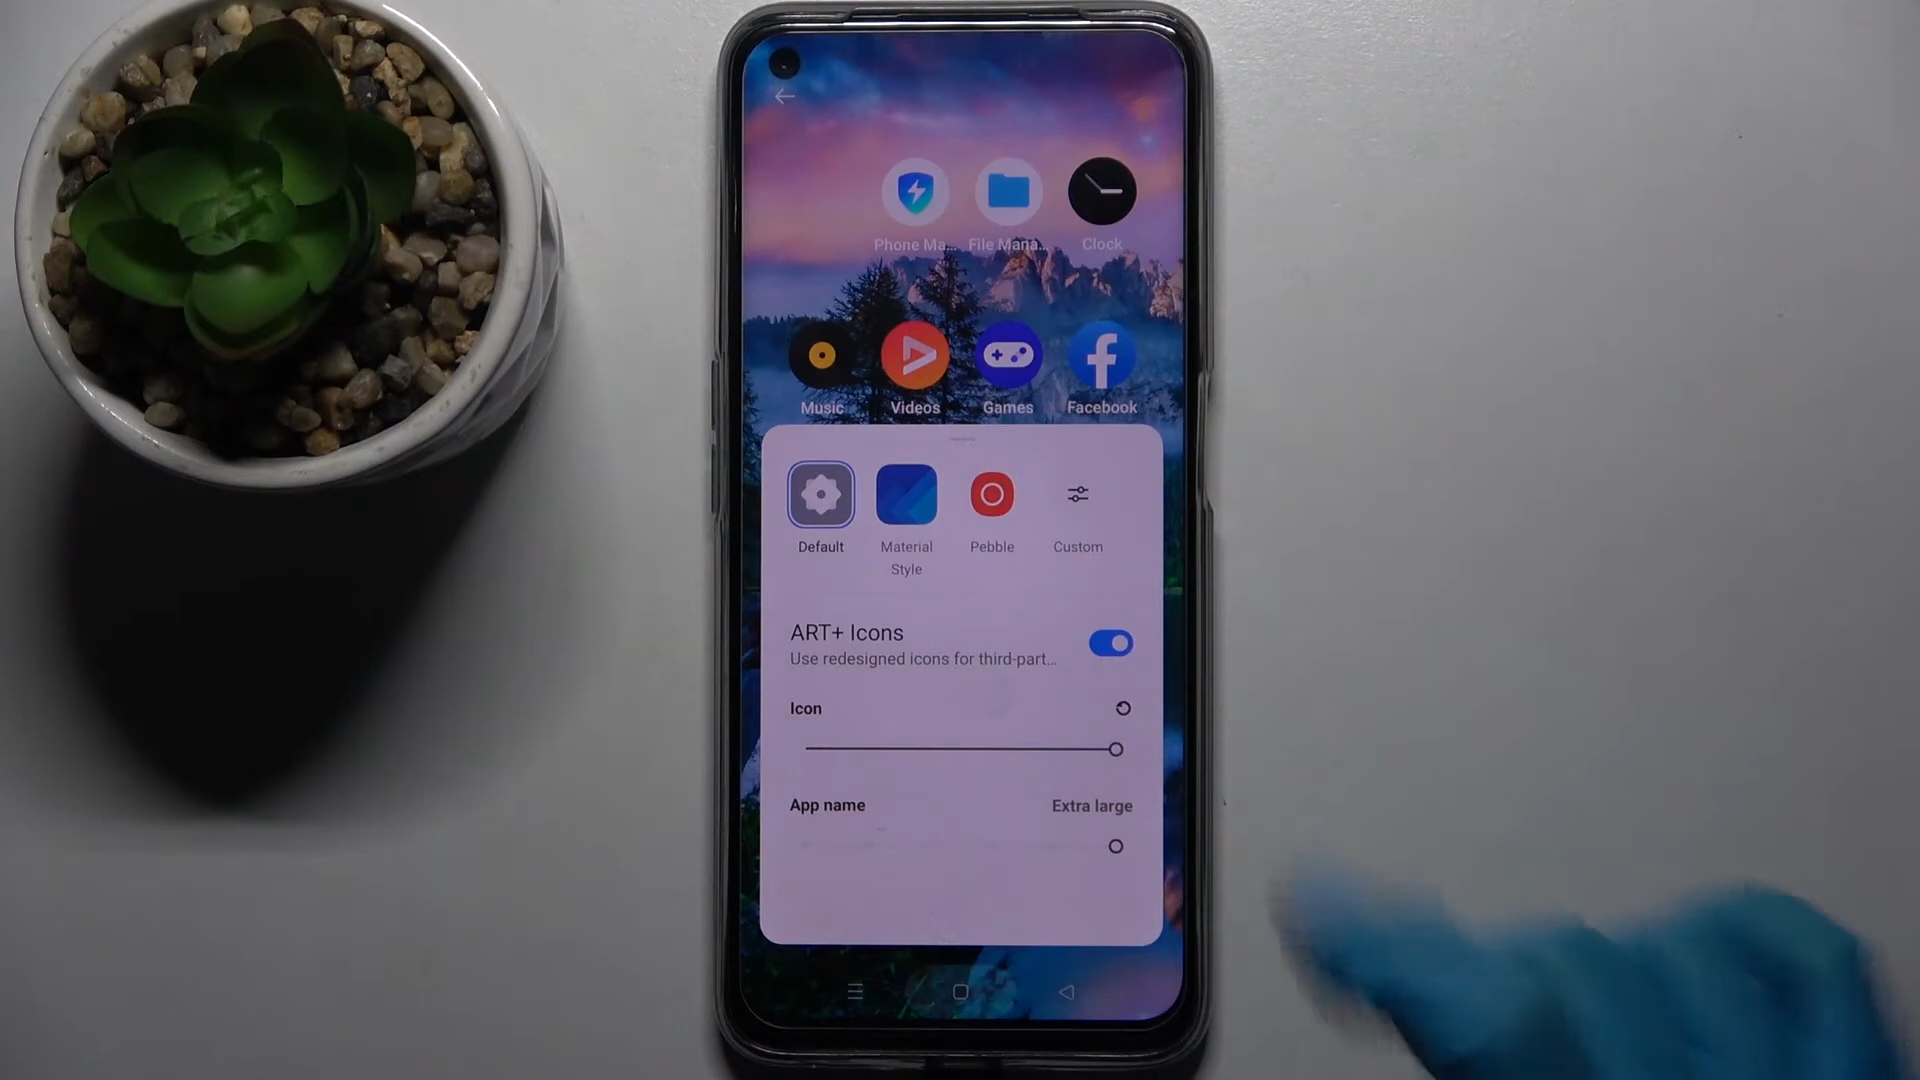 Phone Ma... File Mana... Clock
Music Videos Games Facebook
Default Material Style Pebble Custom
ART+ Icons
Use redesigned icons for third-part...
Icon
App name Extra large